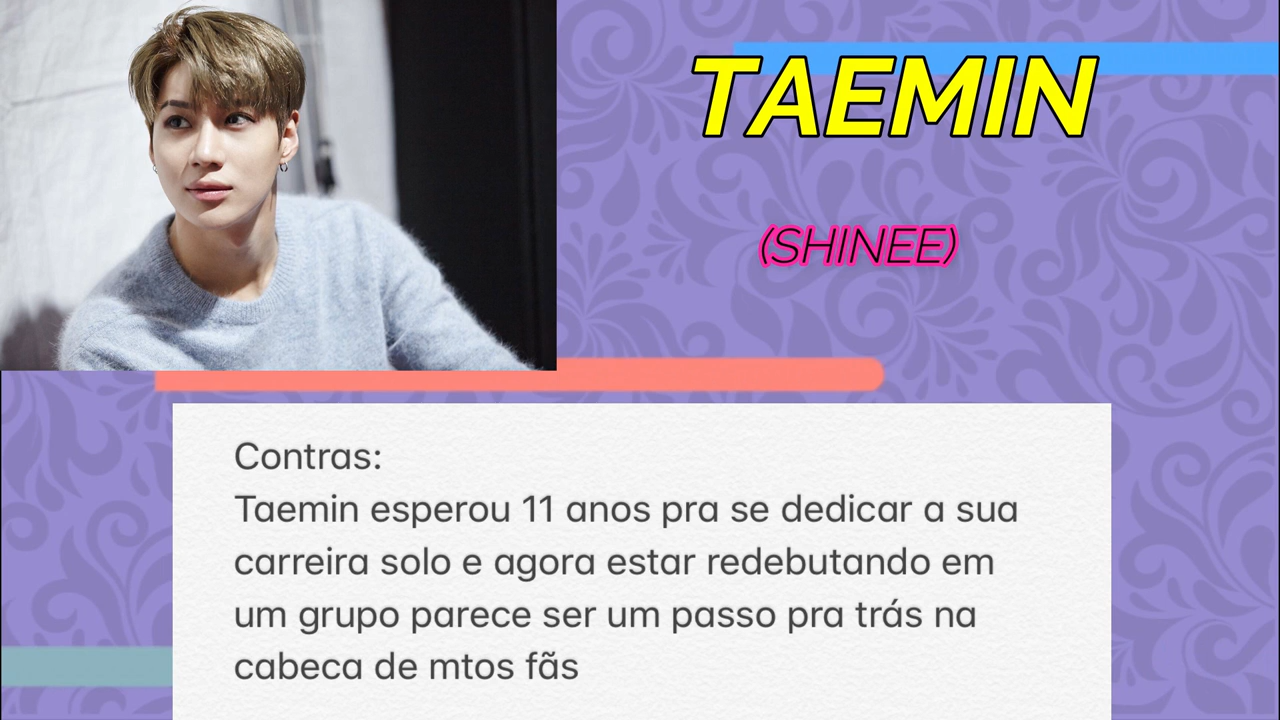 TAEMIN
(SHINEE)
Contras:
Taemin esperou 11 anos pra se dedicar a sua
carreira solo e agora estar redebutando em
um grupo parece ser um passo pra trás na
cabeca de mtos fãs